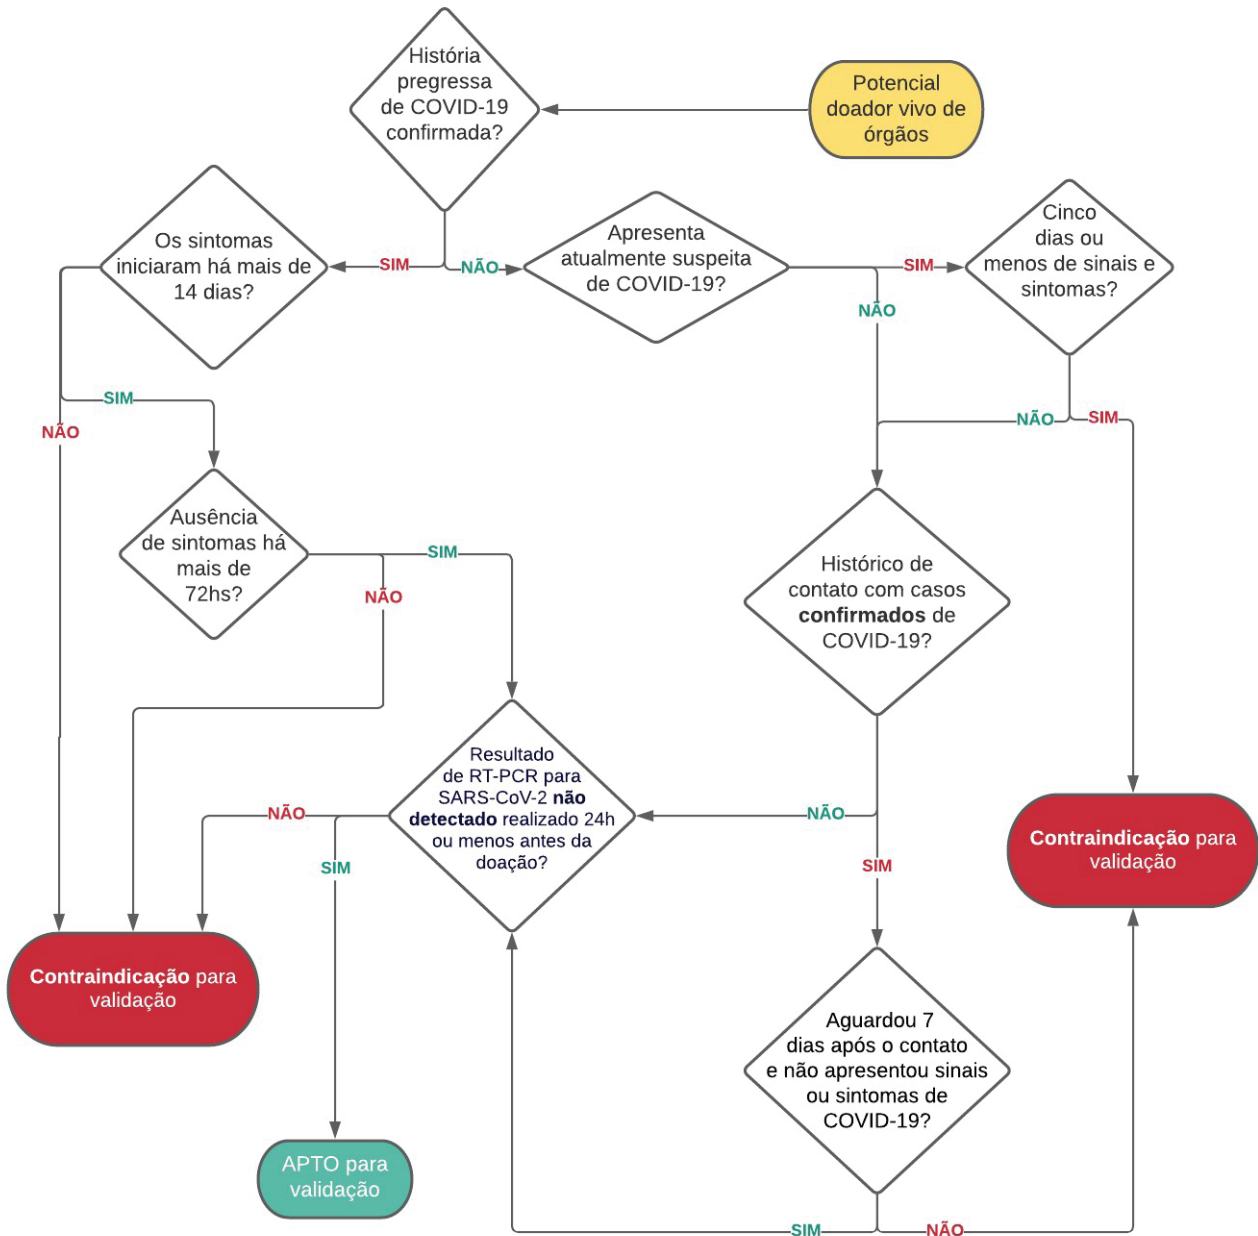 História
pregressa
de COVID-19
confirmada?
Potencial
doador vivo de
órgãos
Os sintomas
iniciaram há mais de
14 dias?
SIM
NÃO
Apresenta
atualmente suspeita
de COVID-19?
SIM
NÃO
Cinco
dias ou
menos de sinais e
sintomas?
SIM
NÃO
NÃO
SIM
Ausência
de sintomas há
mais de
72hs?
SIM
NÃO
Histórico de
contato com casos
confirmados de
COVID-19?
Resultado
de RT-PCR para
SARS-CoV-2 não
detectado realizado 24h
ou menos antes da
doação?
NÃO
SIM
NÃO
SIM
Contraindicação para
validação
Contraindicação para
validação
Aguardou 7
dias após o contato
e não apresentou sinais
ou sintomas de
COVID-19?
APTO para
validação
SIM
NÃO